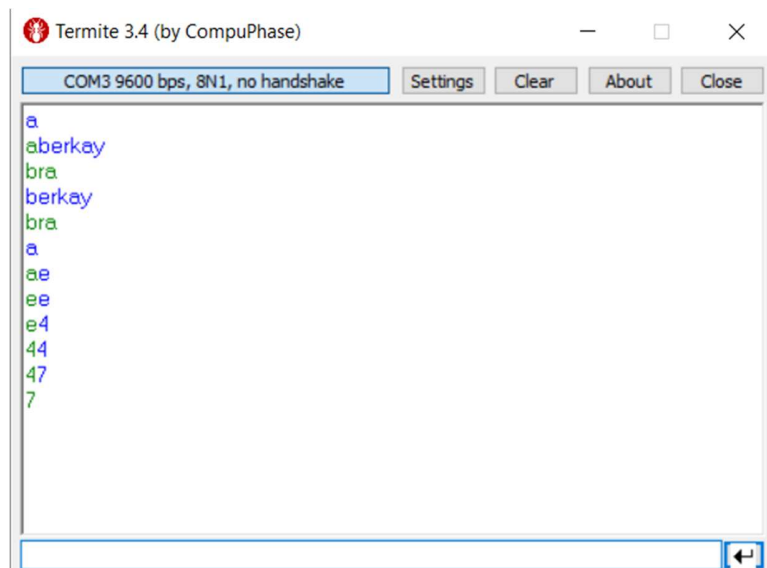 Termite 3.4 (by CompuPhase)
COM3 9600 bps, 8N1, no handshake Settings Clear About Close
a
aberkay
bra
berkay
bra
a
ae
ee
e4
44
47
7